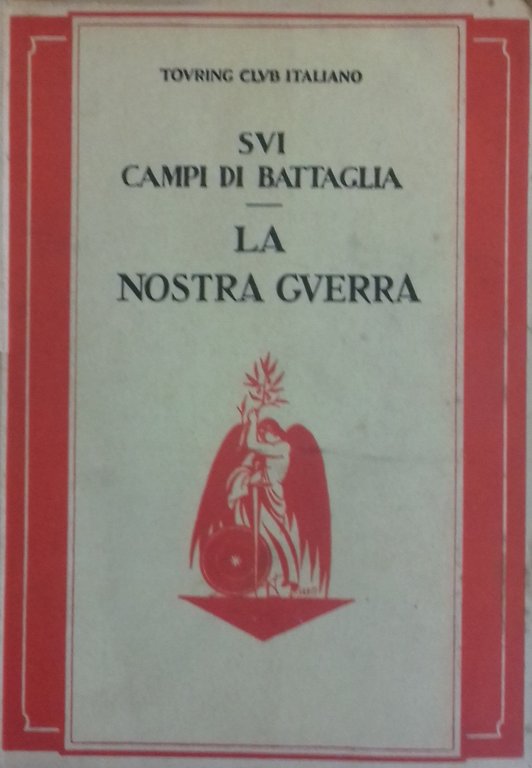 TOVRING CLVB ITALIANO
SVI
CAMPI DI BATTAGLIA
LA
NOSTRA GVERRA